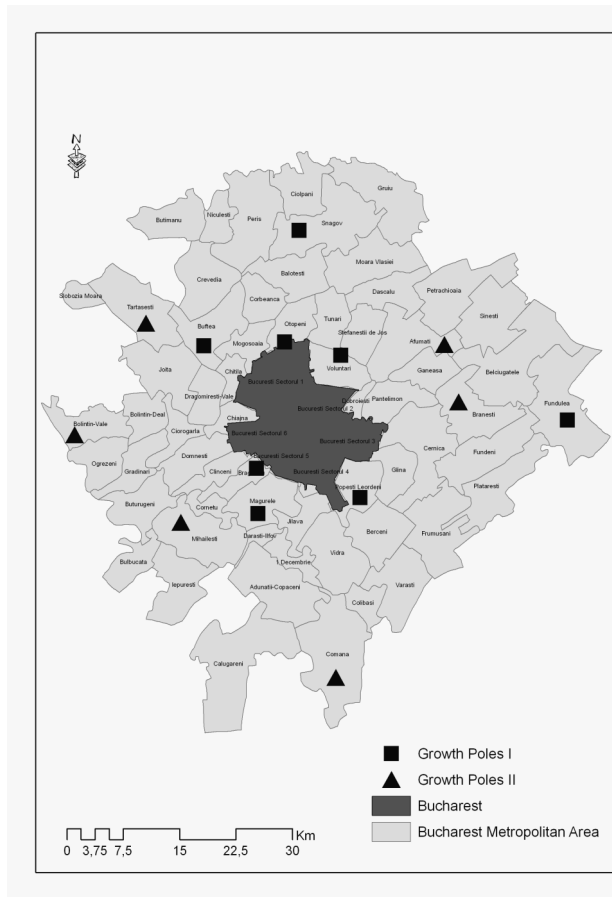 N
Ciolpani
Gruiu
Niculesti
Butimanu
Peris
Snagov
Moara Vlasiei
Balotesti
Crevedia
Petrachioaia
Dascalu
Slobozia Moara
Corbeanca
Tartasesti
Sinesti
Tunari
Otopeni
Buftea
Stefanestii de Jos
Mogosoaia
Afumati
Joita
Voluntari
Ganeasa
Belciugatele
Chitila
Bucuresti Sectorul 1
Dragomiresti-Vale
Dobroiesti
Pantelimon
Fundulea
Bucuresti Sectorul 2
Branesti
Bolintin-Deal
Chiajna
Bolintin-Vale
Ciorogarla
Bucuresti Sectorul 6
Bucuresti Sectorul 3
Cernica
Fundeni
Domnesti
Bucuresti Sectorul 5
Ogrezeni
Gradinari
Clinceni
Bucuresti Sectorul 4
Glina
Plataresti
Popesti Leordeni
Buturugeni
Magurele
Cornetu
Jilava
Frumusani
Mihailesti
Darasti-Ilfov
Berceni
Vidra
Bulbucata
1 Decembrie
Iepuresti
Adunatii-Copaceni
Varasti
Colibasi
Comana
Calugareni
Growth Poles I
Growth Poles II
Bucharest
Bucharest Metropolitan Area
Km
0 3,75 7,5 15 22,5 30